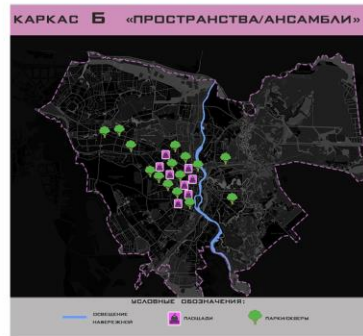 КАРКАС Б «ПРОСТРАНСТВА/АНСАМБЛИ»
УСЛОВНЫЕ ОБОЗНАЧЕНИЯ:
ОСВЕЩЕНИЕ НАБЕРЕЖНОЙ
ПЛОЩАДИ
ПАРКИ/СКВЕРЫ